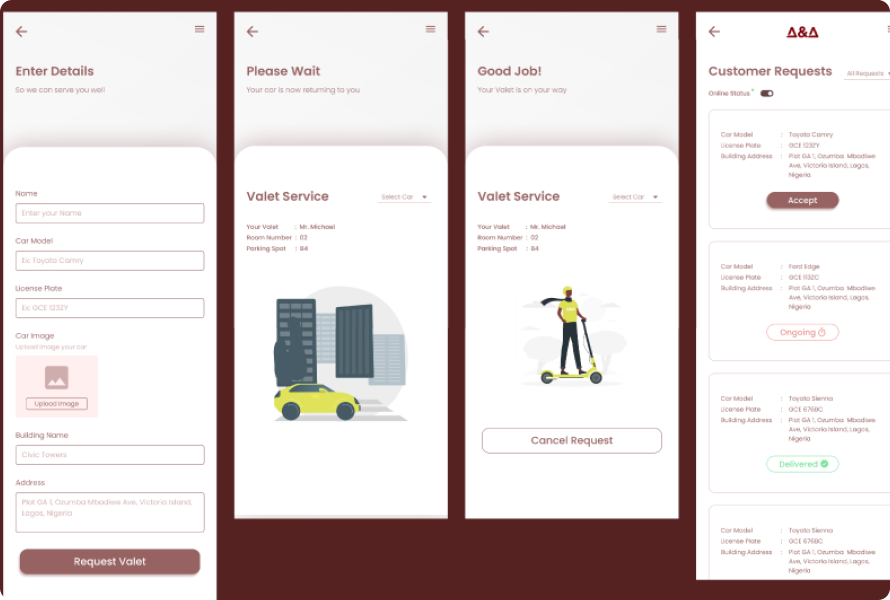 Enter Details
So we can serve you well
Name
Enter your Name
Car Model
Ex: Toyota Camry
License Plate
Ex: GCE 123ZY
Car Image
Upload image your car
Upload Image
Building Name
Civic Towers
Address
Plot GA 1, Ozumba Mbadiwe Ave, Victoria Island,
Lagos, Nigeria
Request Valet
Please Wait
Your car is now returning to you
Valet Service
Select Car
Your Valet : Mr. Michael
Room Number : 02
Parking Spot : B4
Good Job!
Your Valet is on your way
Valet Service
Select Car
Your Valet : Mr. Michael
Room Number : 02
Parking Spot : B4
Cancel Request
Δ&Δ
Customer Requests
All Requests
Online Status
Car Model : Toyota Camry
License Plate : GCE 123ZY
Building Address : Plot GA 1, Ozumba Mbadiwe
Ave, Victoria Island, Lagos,
Nigeria
Accept
Car Model : Ford Edge
License Plate : GCE 113ZC
Building Address : Plot GA 1, Ozumba Mbadiwe
Ave, Victoria Island, Lagos,
Nigeria
Ongoing
Car Model : Toyota Sienna
License Plate : GCE 676BC
Building Address : Plot GA 1, Ozumba Mbadiwe
Ave, Victoria Island, Lagos,
Nigeria
Delivered
Car Model : Toyota Sienna
License Plate : GCE 676BC
Building Address : Plot GA 1, Ozumba Mbadiwe
Ave, Victoria Island, Lagos,
Nigeria